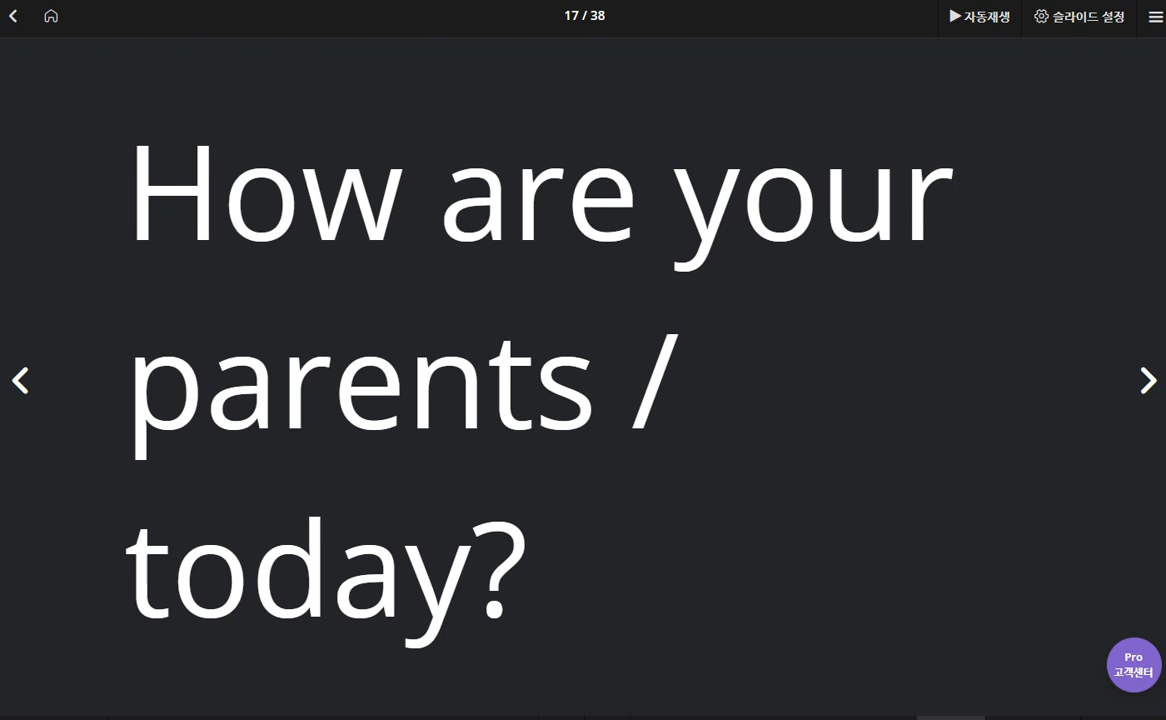 17 / 38
▶ 자동재생
슬라이드 설정
How are your
parents /
today?
Pro
고객센터